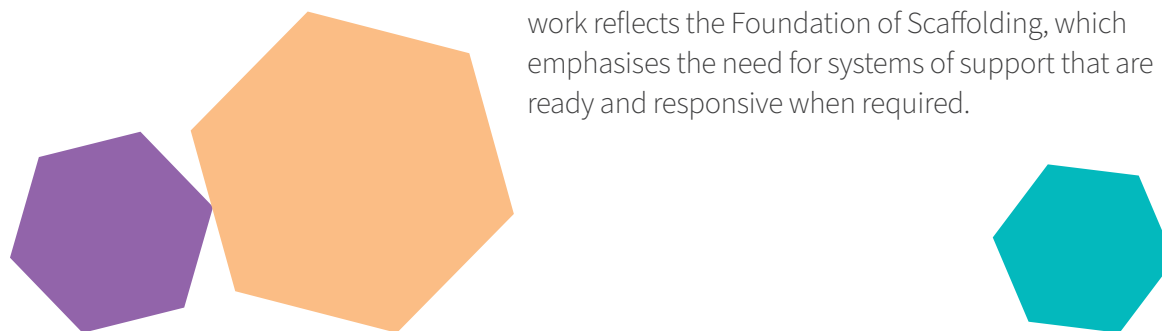 work reflects the Foundation of Scaffolding, which
emphasises the need for systems of support that are
ready and responsive when required.